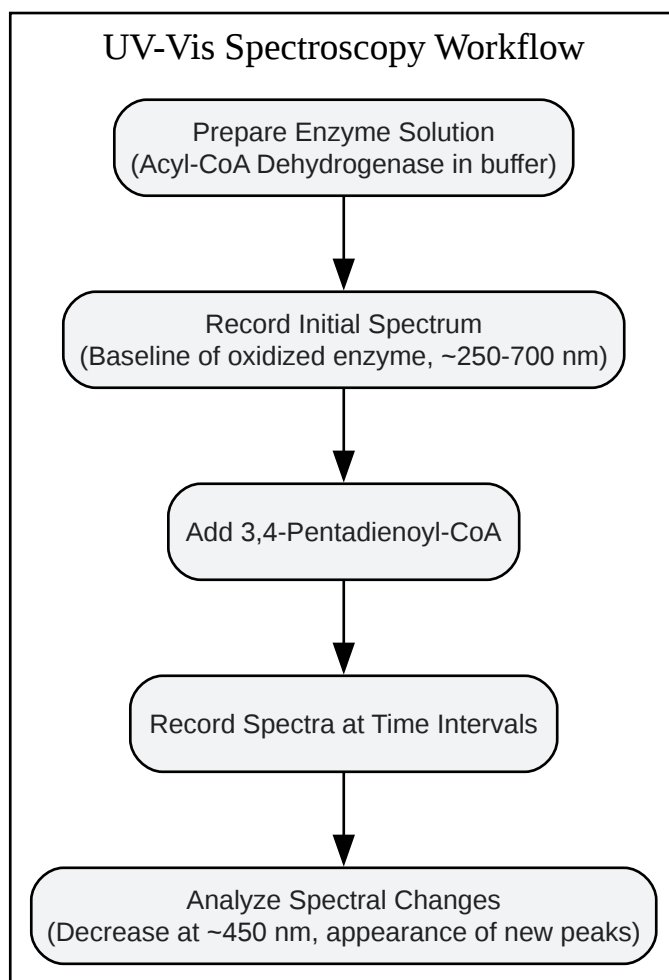 UV-Vis Spectroscopy Workflow
Prepare Enzyme Solution
(Acyl-CoA Dehydrogenase in buffer)
Record Initial Spectrum
(Baseline of oxidized enzyme, ~250-700 nm)
Add 3,4-Pentadienoyl-CoA
Record Spectra at Time Intervals
Analyze Spectral Changes
(Decrease at ~450 nm, appearance of new peaks)